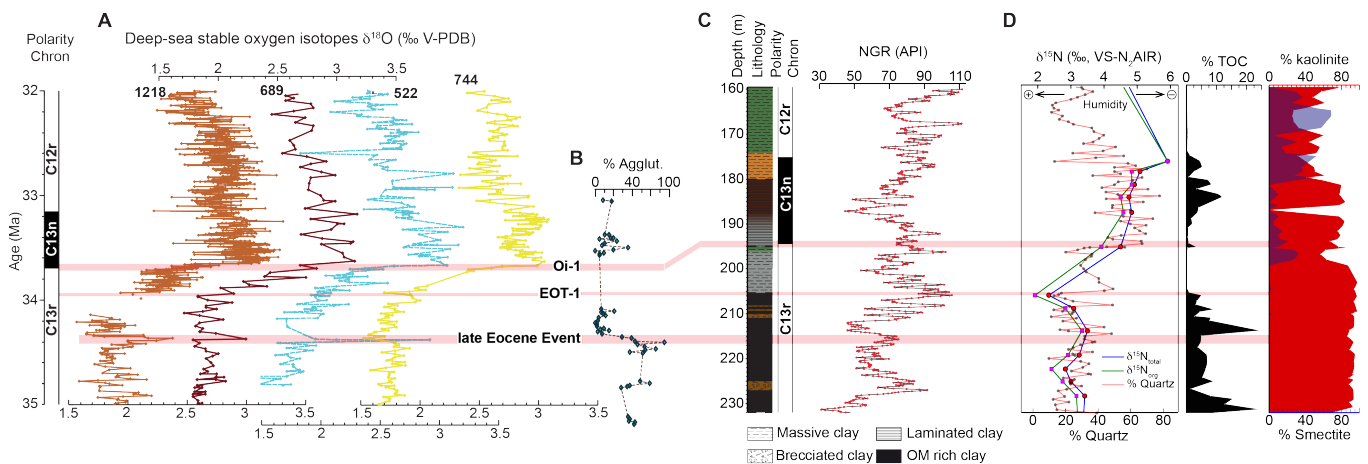 A
Polarity
Chron
Deep-sea stable oxygen isotopes δ18O (‰ V-PDB)
1.5 2 2.5 3 3.5
1218
689
522
744
Age (Ma)
32
33
34
35
C12r
C13n
C13r
1.5 2 2.5 3 3.5
1.5 2 2.5 3 3.5
1.5 2 2.5 3 3.5
Oi-1
EOT-1
late Eocene Event
B
% Agglut.
0 40 100
C
Depth (m)
Lithology
Polarity
Chron
NGR (API)
30 50 70 90 110
160
170
180
190
200
210
220
230
C12r
C13n
C13r
Massive clay
Laminated clay
Brecciated clay
OM rich clay
D
δ15N (‰, VS-N2AIR)
2 3 4 5 6
+ −
Humidity
δ15Ntotal
δ15Norg
% Quartz
0 20 40 60 80
% Quartz
% TOC
0 10 20
% kaolinite
0 40 80
0 40 80
% Smectite